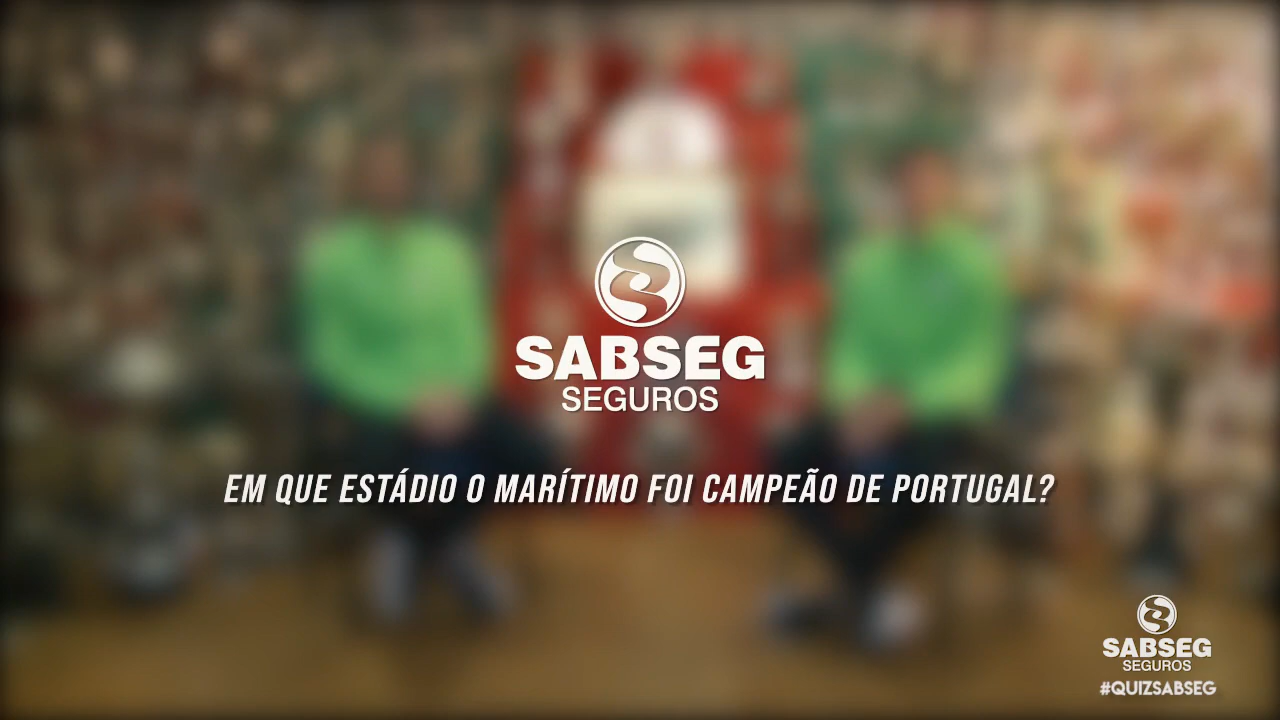 SABSEG
SEGUROS
EM QUE ESTÁDIO O MARÍTIMO FOI CAMPEÃO DE PORTUGAL?
SABSEG
SEGUROS
#QUIZSABSEG